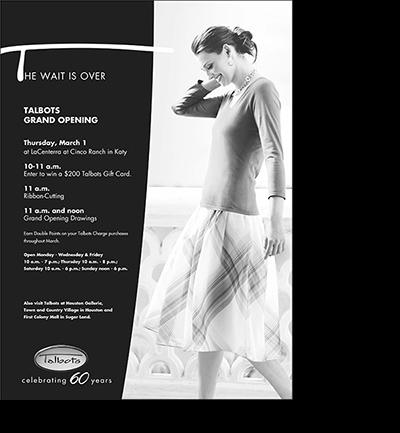 THE WAIT IS OVER
TALBOTS
GRAND OPENING
Thursday, March 1
at LaCenterra at Cinco Ranch in Katy
10-11 a.m.
Enter to win a $200 Talbots Gift Card.
11 a.m.
Ribbon-Cutting
11 a.m. and noon
Grand Opening Drawings
Earn Double Points on your Talbots Charge purchases
throughout March.
Open Monday - Wednesday & Friday
10 a.m. - 7 p.m.; Thursday 10 a.m. - 8 p.m.;
Saturday 10 a.m. - 6 p.m.; Sunday noon - 6 p.m.
Also visit Talbots at Houston Galleria,
Town and Country Village in Houston and
First Colony Mall in Sugar Land.
Talbots
celebrating 60 years